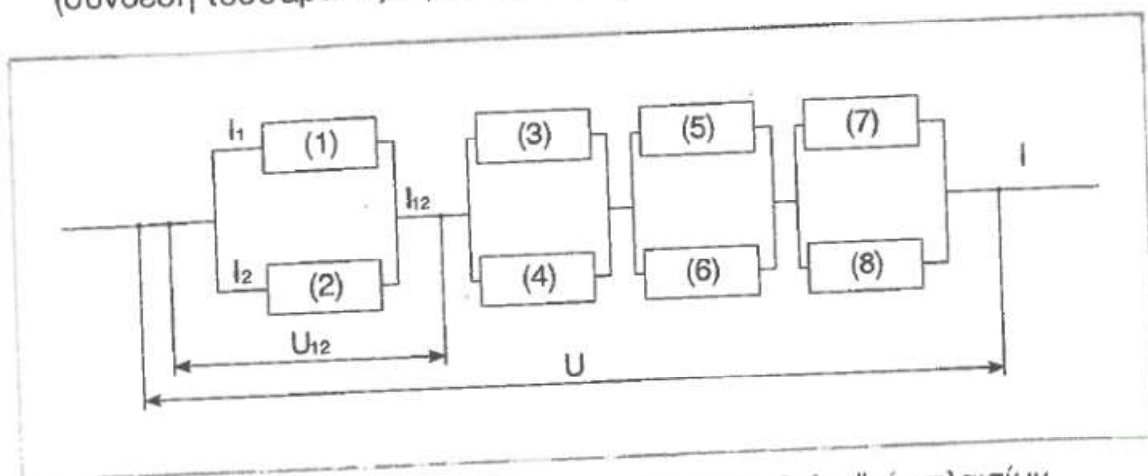 (1) (3) (5) (7)
I₁
I₁₂
I
I₂
(2) (4) (6) (8)
U₁₂
U